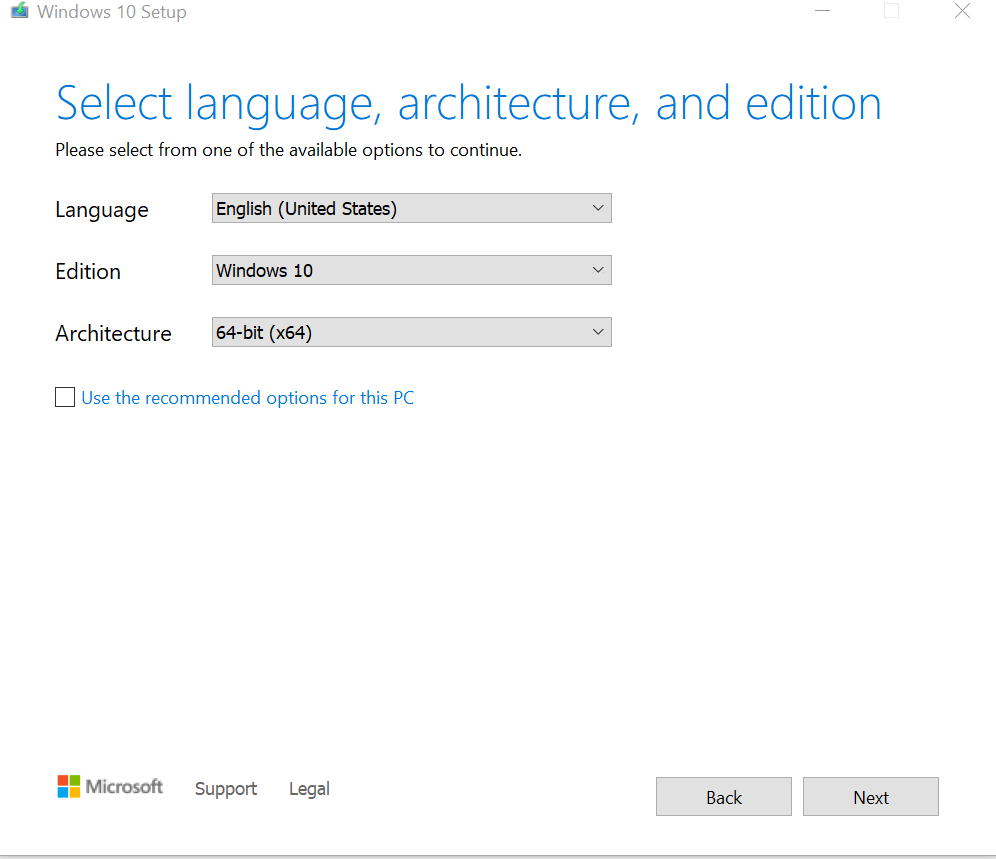 Windows 10 Setup
Select language, architecture, and edition
Please select from one of the available options to continue.
Language English (United States)
Edition Windows 10
Architecture 64-bit (x64)
Use the recommended options for this PC
Microsoft Support Legal Back Next